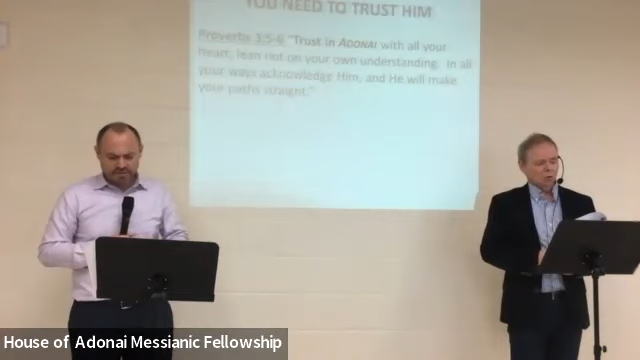 YOU NEED TO TRUST HIM
Proverbs 3:5-6 "Trust in ADONAI with all your
heart, lean not on your own understanding. In all
your ways acknowledge Him, and He will make
your paths straight."
House of Adonai Messianic Fellowship